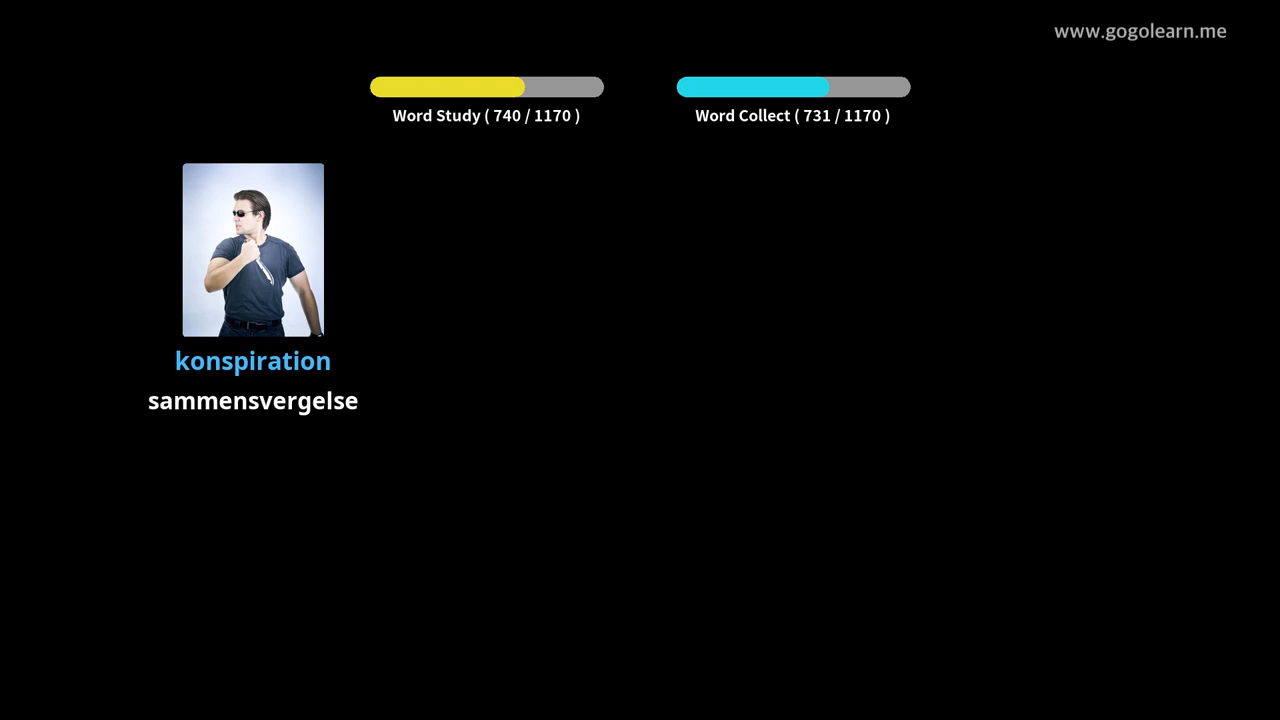 www.gogolearn.me
Word Study ( 740 / 1170 )
Word Collect ( 731 / 1170 )
konspiration
sammensvergelse